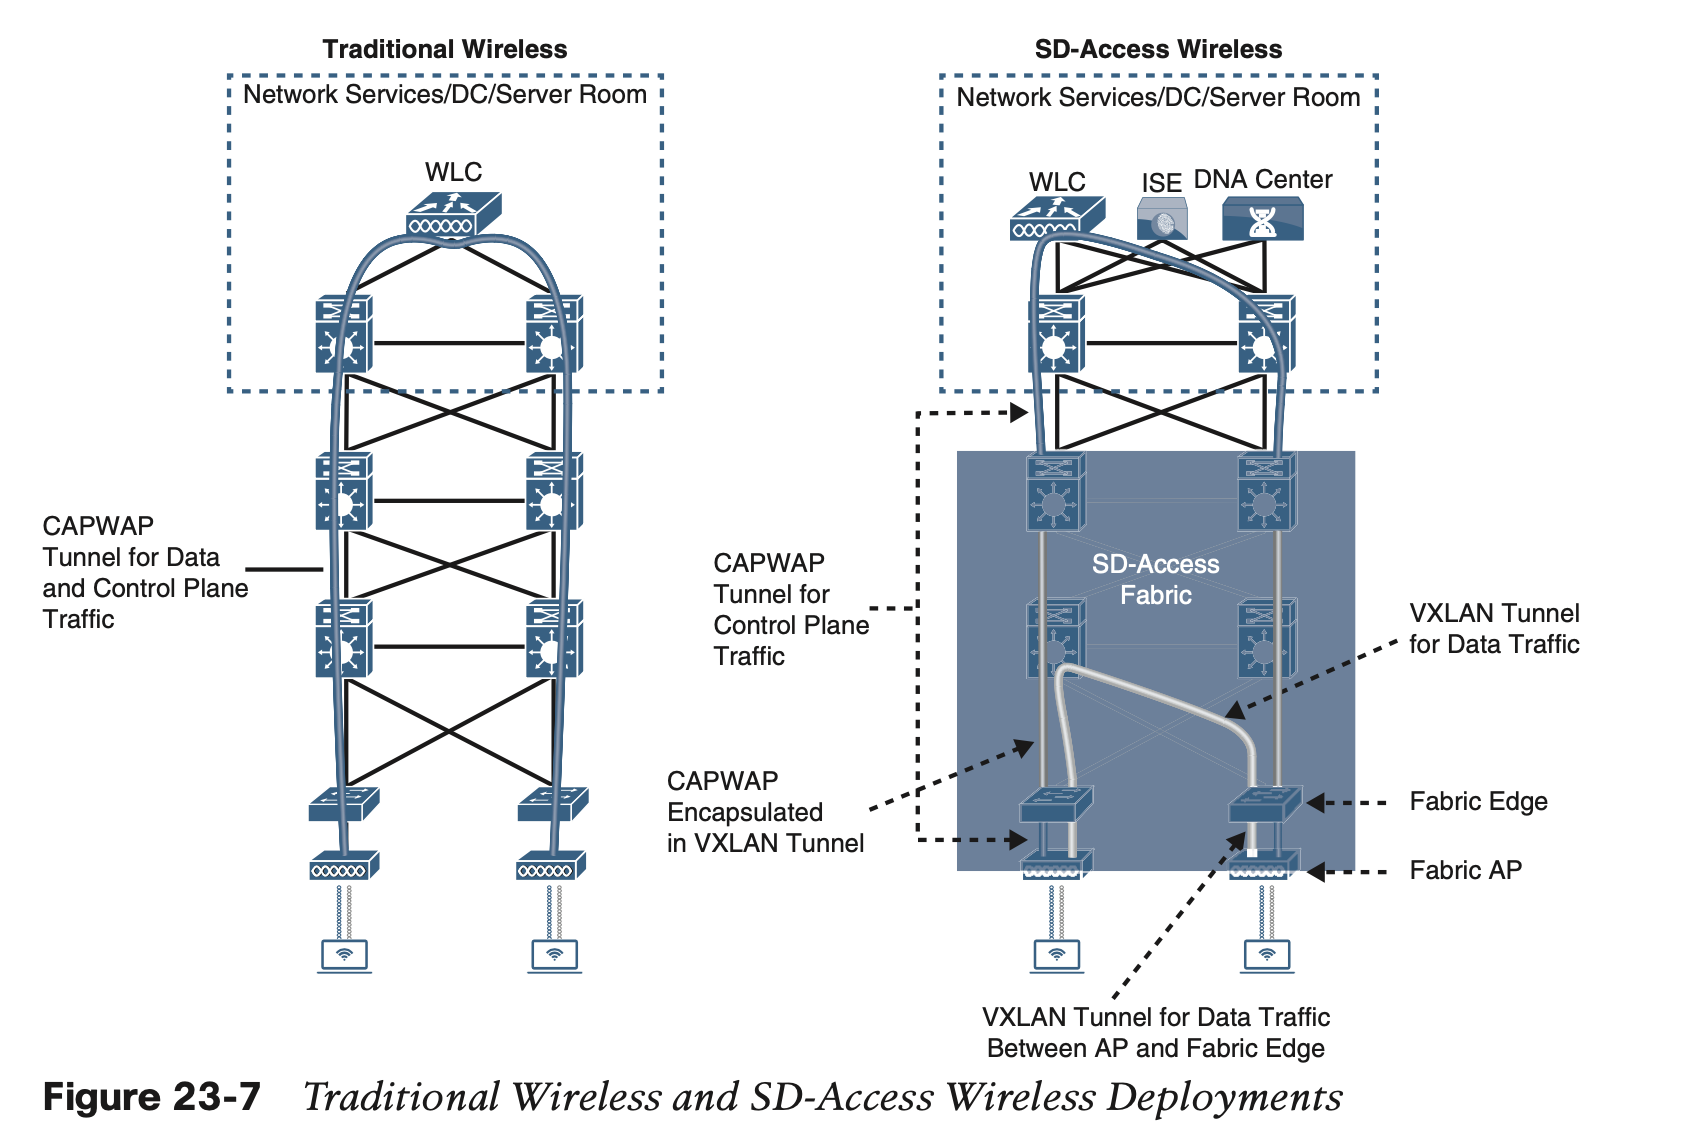 Traditional Wireless
Network Services/DC/Server Room
WLC
CAPWAP
Tunnel for Data
and Control Plane
Traffic
SD-Access Wireless
Network Services/DC/Server Room
WLC
ISE
DNA Center
CAPWAP
Tunnel for
Control Plane
Traffic
SD-Access
Fabric
VXLAN Tunnel
for Data Traffic
CAPWAP
Encapsulated
in VXLAN Tunnel
Fabric Edge
Fabric AP
VXLAN Tunnel for Data Traffic
Between AP and Fabric Edge
Figure 23-7 Traditional Wireless and SD-Access Wireless Deployments